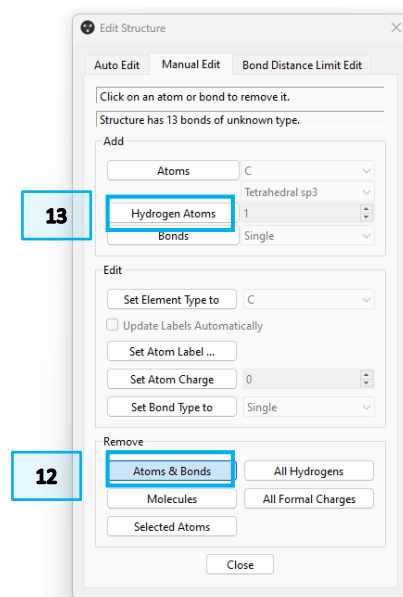 Edit Structure
Auto Edit Manual Edit Bond Distance Limit Edit
Click on an atom or bond to remove it.
Structure has 13 bonds of unknown type.
Add
Atoms C
Tetrahedral sp3
13 Hydrogen Atoms 1
Bonds Single
Edit
Set Element Type to C
Update Labels Automatically
Set Atom Label ...
Set Atom Charge 0
Set Bond Type to Single
Remove
12 Atoms & Bonds All Hydrogens
Molecules All Formal Charges
Selected Atoms
Close